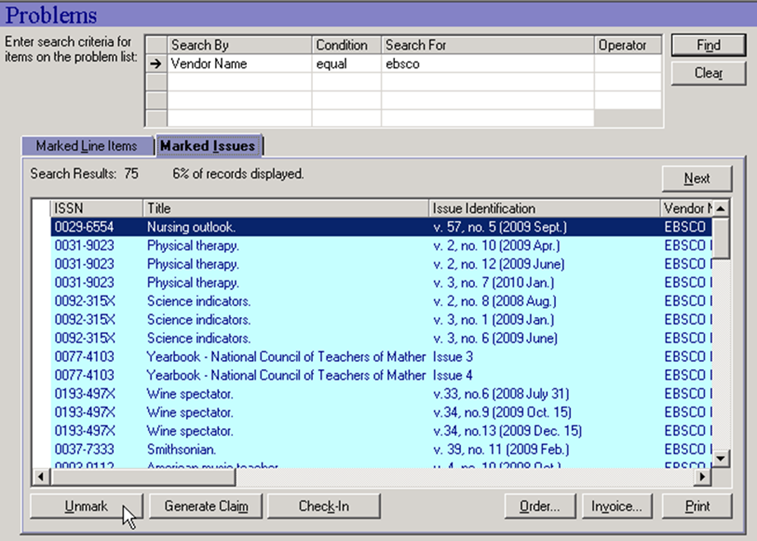 Problems
Enter search criteria for
items on the problem list:
Search By Condition Search For Operator
Vendor Name equal ebsco
Find
Clear
Marked Line Items Marked Issues
Search Results: 75 6% of records displayed.
Next
ISSN Title Issue Identification Vendor N
0029-6554 Nursing outlook. v. 57, no. 5 (2009 Sept.) EBSCO I
0031-9023 Physical therapy. v. 2, no. 10 (2009 Apr.) EBSCO I
0031-9023 Physical therapy. v. 2, no. 12 (2009 June) EBSCO I
0031-9023 Physical therapy. v. 3, no. 7 (2010 Jan.) EBSCO I
0092-315X Science indicators. v. 2, no. 8 (2008 Aug.) EBSCO I
0092-315X Science indicators. v. 3, no. 1 (2009 Jan.) EBSCO I
0092-315X Science indicators. v. 3, no. 6 (2009 June) EBSCO I
0077-4103 Yearbook - National Council of Teachers of Mather Issue 3 EBSCO I
0077-4103 Yearbook - National Council of Teachers of Mather Issue 4 EBSCO I
0193-497X Wine spectator. v.33, no.6 (2008 July 31) EBSCO I
0193-497X Wine spectator. v.34, no.9 (2009 Oct. 15) EBSCO I
0193-497X Wine spectator. v.34, no.13 (2009 Dec. 15) EBSCO I
0037-7333 Smithsonian. v. 39, no. 11 (2009 Feb.) EBSCO I
0003-0112 American music teacher. v. 4, no. 10 (2008 Oct.) EBSCO I
Unmark Generate Claim Check-In Order... Invoice... Print